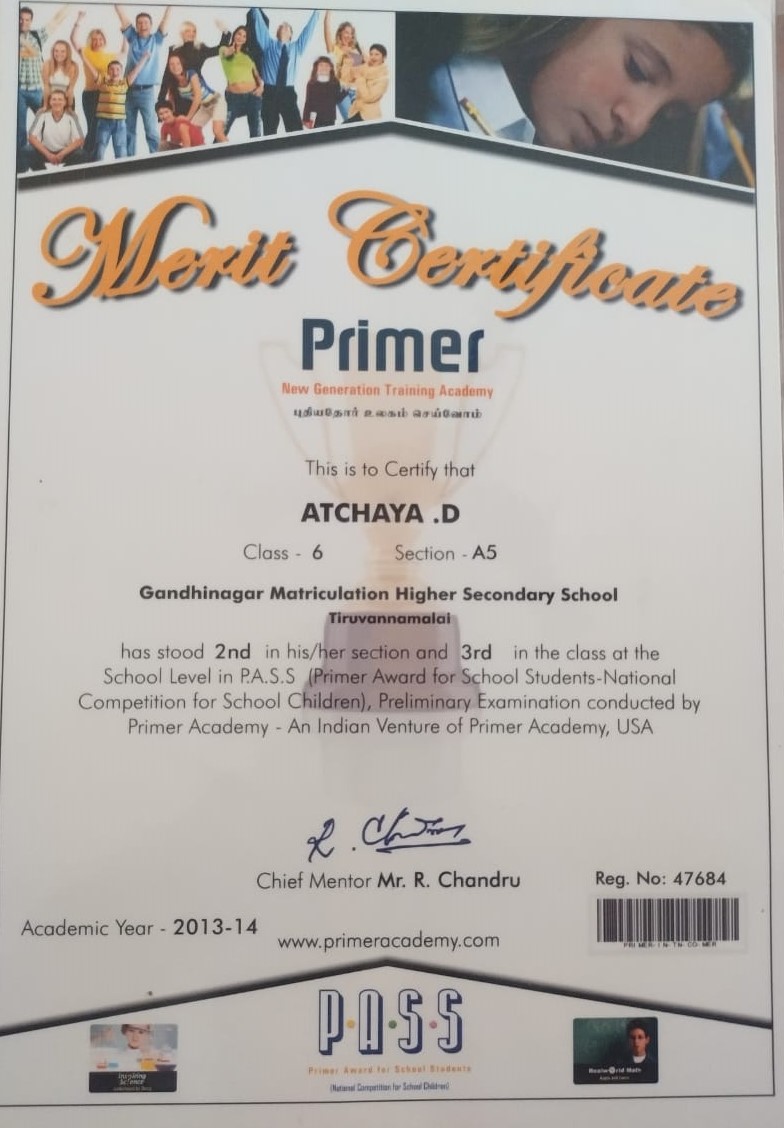 Merit Certificate
Primer
New Generation Training Academy
புதியதோர் உலகம் செய்வோம்
This is to Certify that
ATCHAYA .D
Class - 6 Section - A5
Gandhinagar Matriculation Higher Secondary School
Tiruvannamalai
has stood 2nd in his/her section and 3rd in the class at the
School Level in P.A.S.S (Primer Award for School Students-National
Competition for School Children), Preliminary Examination conducted by
Primer Academy - An Indian Venture of Primer Academy, USA
R. Chandru
Chief Mentor Mr. R. Chandru
Reg. No: 47684
PRIMER-IN-TN-CO-MER
Academic Year - 2013-14
www.primeracademy.com
P.A.S.S
Primer Award for School Students
(National Competition for School Children)
Inspiring
Science
Realworld Math